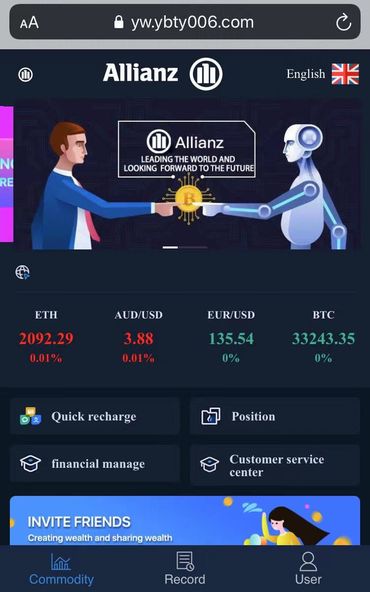 AA
yw.ybty006.com
Allianz
English
Allianz
LEADING THE WORLD AND
LOOKING FORWARD TO THE FUTURE
B
ETH AUD/USD EUR/USD BTC
2092.29 3.88 135.54 33243.35
0.01% 0.01% 0% 0%
Quick recharge Position
financial manage Customer service
center
INVITE FRIENDS
Creating wealth and sharing wealth
Commodity Record User